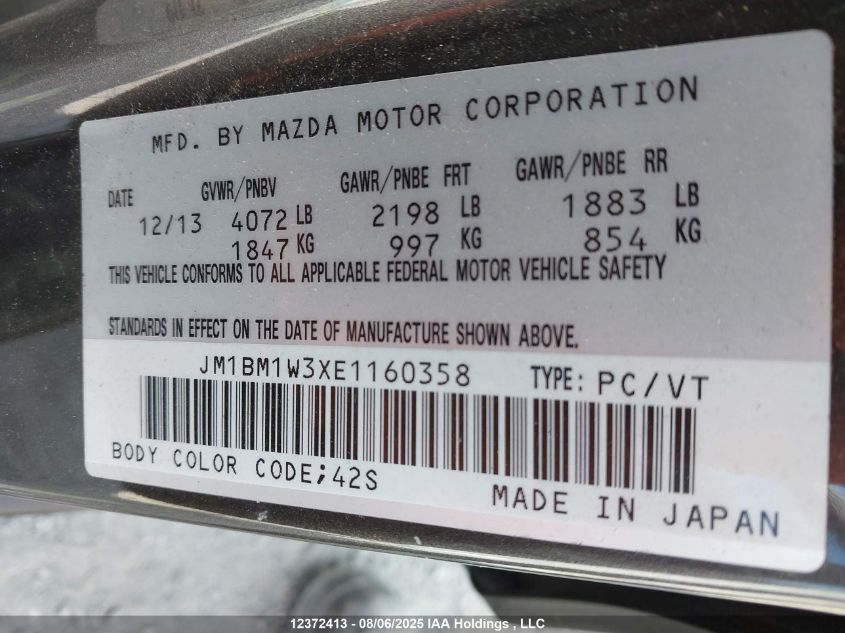 MFD. BY MAZDA MOTOR CORPORATION
DATE GVWR/PNBV GAWR/PNBE FRT GAWR/PNBE RR
12/13 4072 LB 2198 LB 1883 LB
1847 KG 997 KG 854 KG
THIS VEHICLE CONFORMS TO ALL APPLICABLE FEDERAL MOTOR VEHICLE SAFETY
STANDARDS IN EFFECT ON THE DATE OF MANUFACTURE SHOWN ABOVE.
JM1BM1W3XE1160358 TYPE: PC/VT
BODY COLOR CODE;42S
MADE IN JAPAN
12372413 - 08/06/2025 IAA Holdings , LLC